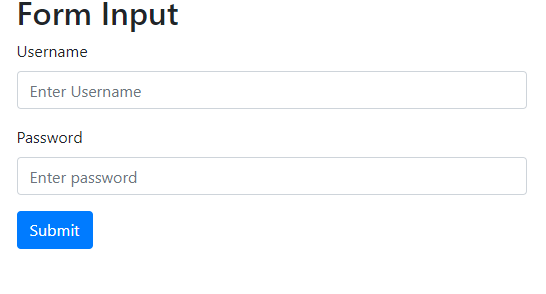 Form Input
Username
Enter Username
Password
Enter password
Submit